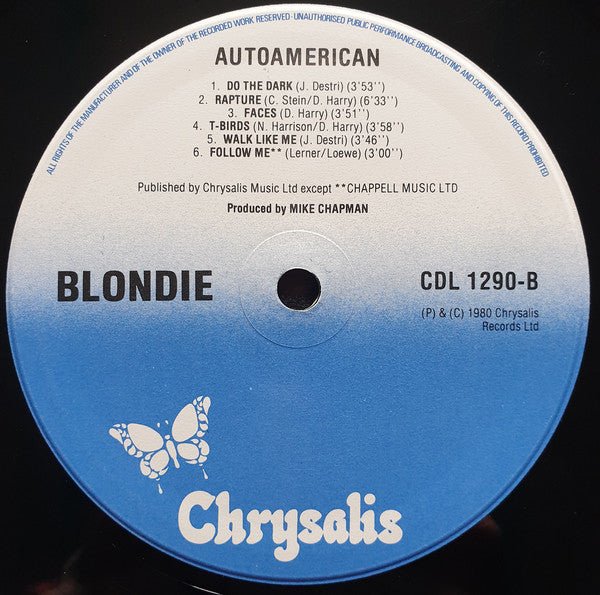 ALL RIGHTS OF THE MANUFACTURER AND OF THE OWNER OF THE RECORDED WORK RESERVED · UNAUTHORISED PUBLIC PERFORMANCE BROADCASTING AND COPYING OF THIS RECORD PROHIBITED
AUTOAMERICAN
1. DO THE DARK (J. Destri) (3'53'')
2. RAPTURE (C. Stein/D. Harry) (6'33'')
3. FACES (D. Harry) (3'51'')
4. T-BIRDS (N. Harrison/D. Harry) (3'58'')
5. WALK LIKE ME (J. Destri) (3'46'')
6. FOLLOW ME** (Lerner/Loewe) (3'00'')
Published by Chrysalis Music Ltd except **CHAPPELL MUSIC LTD
Produced by MIKE CHAPMAN
BLONDIE
CDL 1290-B
(P) & (C) 1980 Chrysalis
Records Ltd
Chrysalis